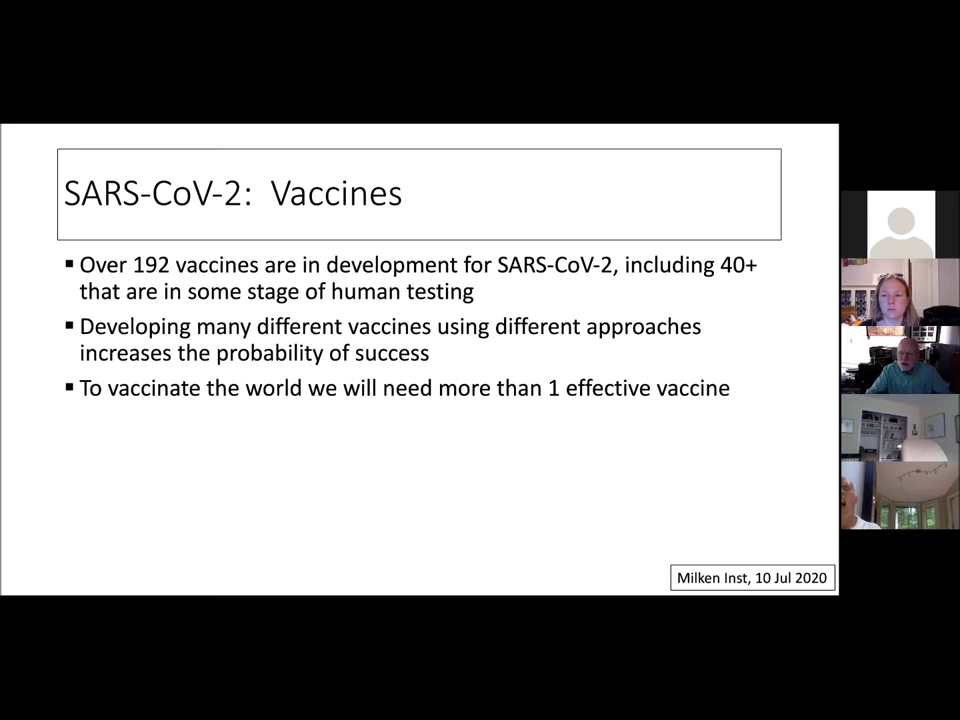 SARS-CoV-2:  Vaccines
▪ Over 192 vaccines are in development for SARS-CoV-2, including 40+
that are in some stage of human testing
▪ Developing many different vaccines using different approaches
increases the probability of success
▪ To vaccinate the world we will need more than 1 effective vaccine
Milken Inst, 10 Jul 2020